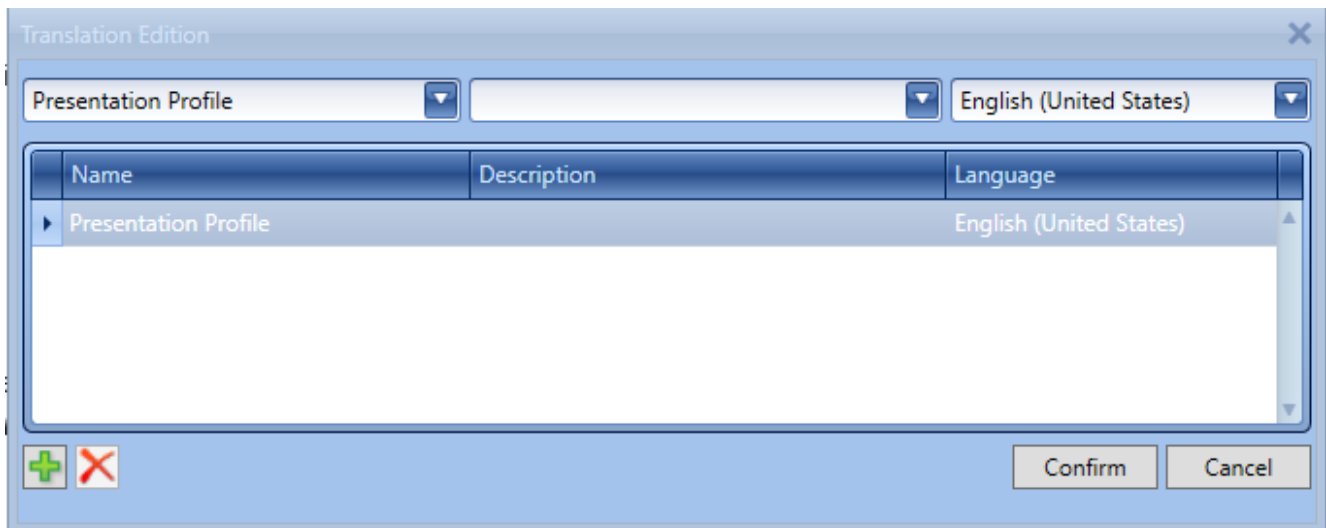 Translation Edition
Presentation Profile English (United States)
Name Description Language
Presentation Profile English (United States)
Confirm Cancel